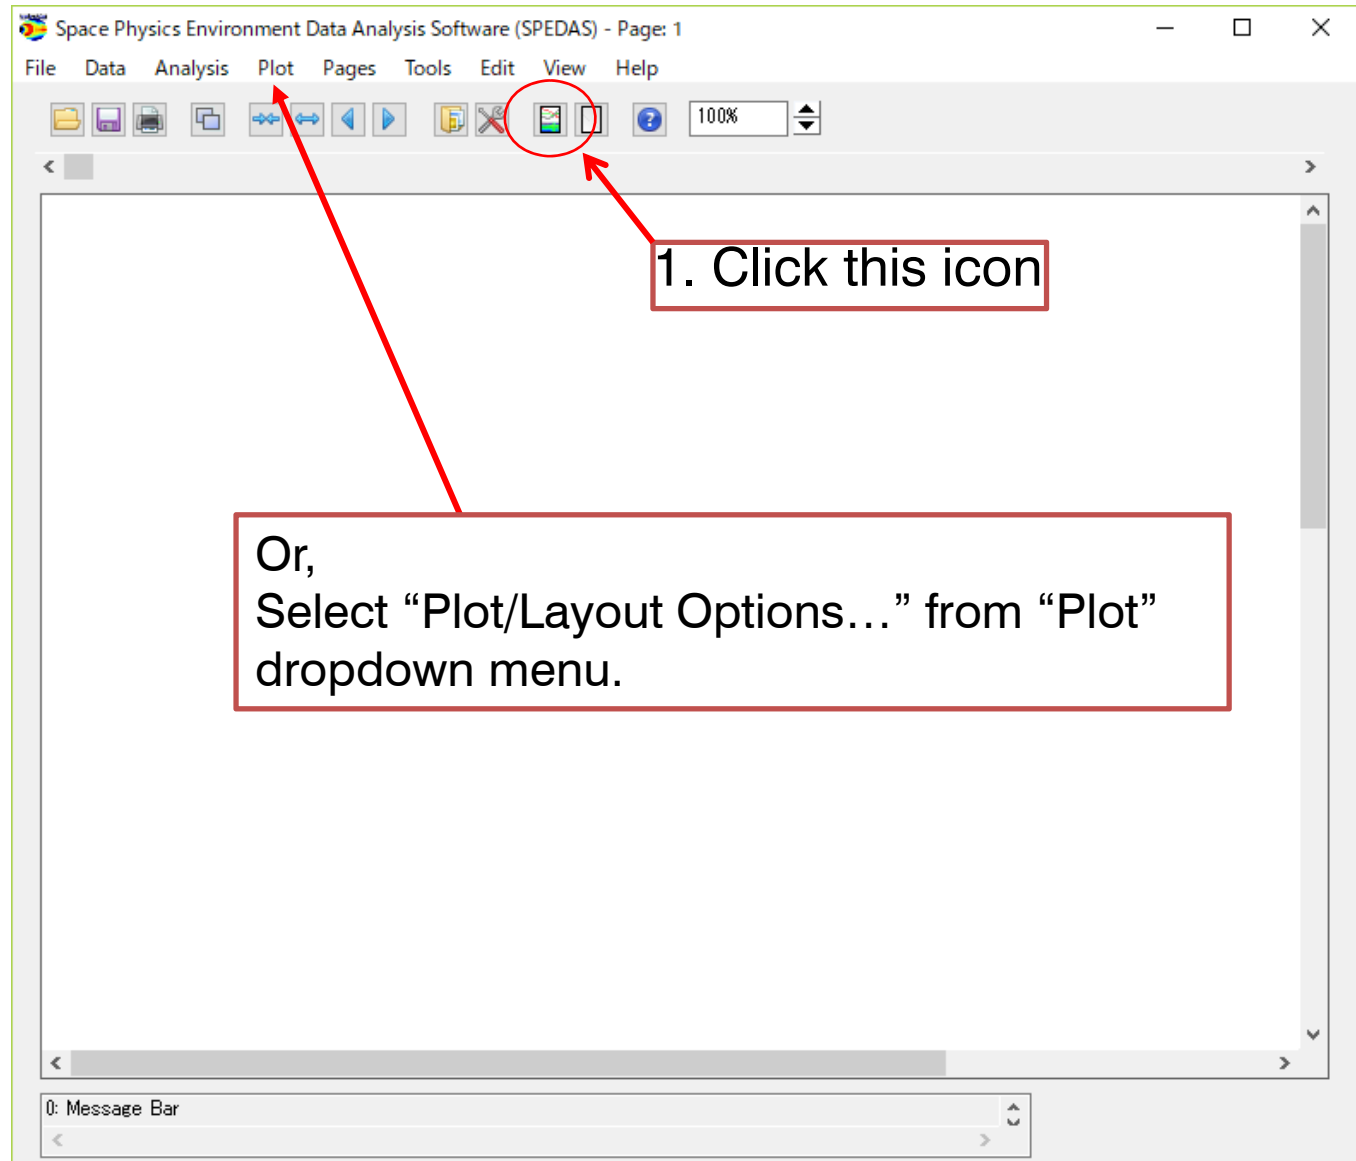 Space Physics Environment Data Analysis Software (SPEDAS) - Page: 1
File Data Analysis Plot Pages Tools Edit View Help
100%
1. Click this icon
Or,
Select “Plot/Layout Options…” from “Plot”
dropdown menu.
0: Message Bar